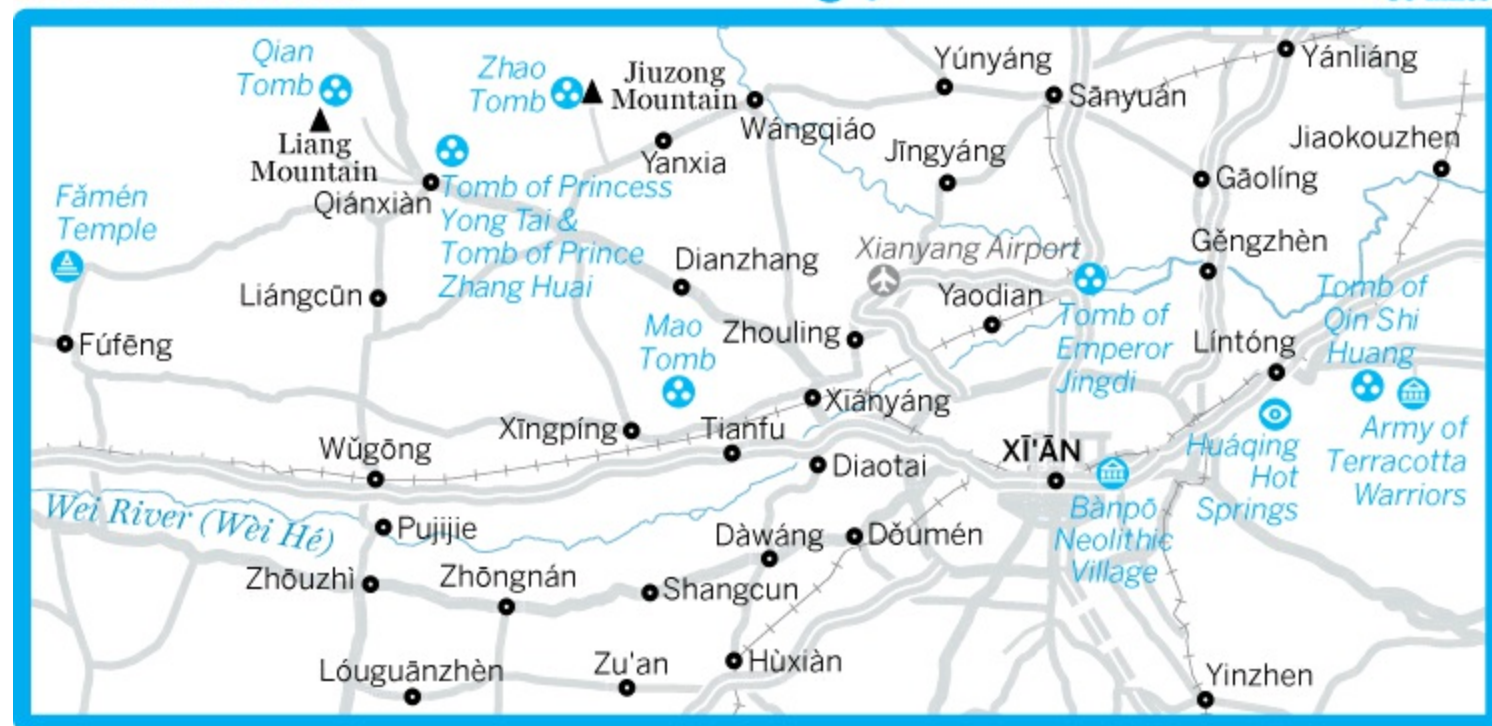 Qian
Tomb
Zhao
Tomb
Jiuzong
Mountain
Yúnyáng
Yánliáng
Sānyuán
Wángqiáo
Liang
Mountain
Yanxia
Jīngyáng
Jiaokouzhen
Fǎmén
Temple
Qiánxiàn
Tomb of Princess
Yong Tai &
Tomb of Prince
Zhang Huai
Gāolíng
Xianyang Airport
Gěngzhèn
Dianzhang
Liángcūn
Yaodian
Tomb of
Qin Shi
Huang
Mao
Tomb
Zhouling
Tomb of
Emperor
Jingdi
Líntóng
Fúfēng
Xiányáng
Xīngpíng
Tianfu
Wǔgōng
Diaotai
XĪ'ĀN
Huáqing
Hot
Springs
Army of
Terracotta
Warriors
Wei River (Wèi Hé)
Pujijie
Dàwáng
Dǒumén
Bànpō
Neolithic
Village
Zhōuzhì
Zhōngnán
Shangcun
Lóuguānzhèn
Zu'an
Hùxiàn
Yinzhen